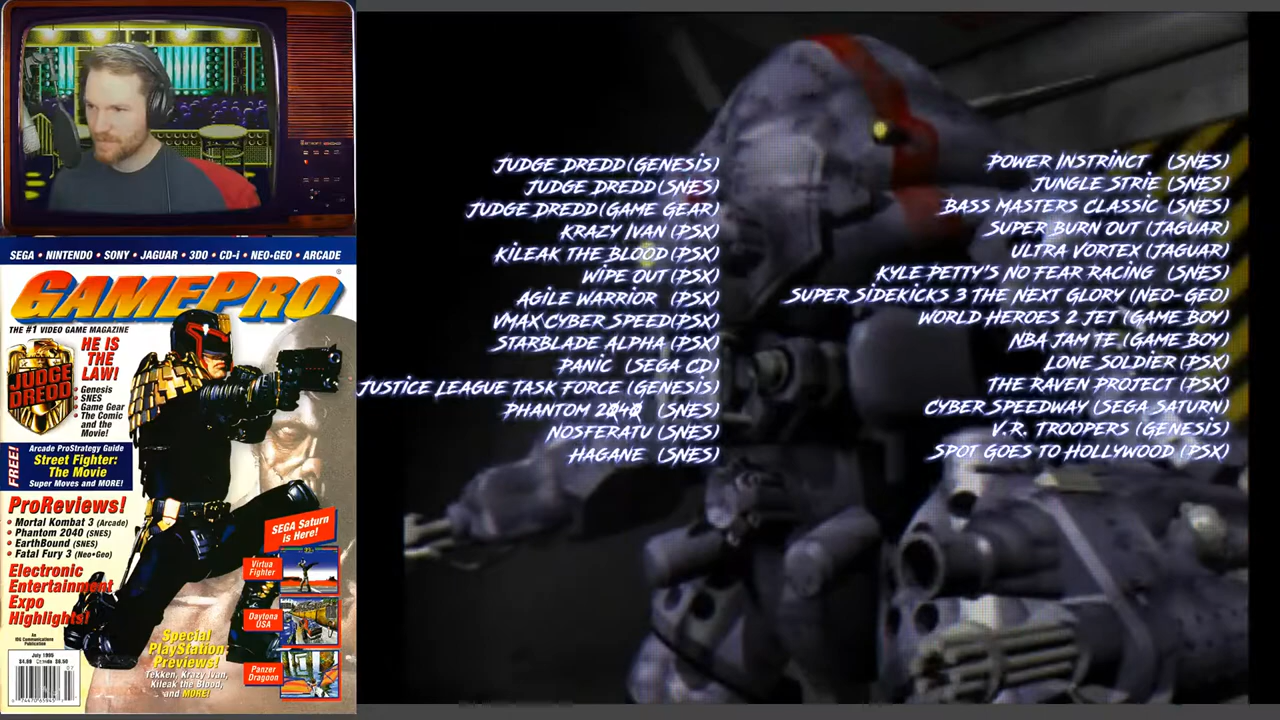 SEGA • NINTENDO • SONY • JAGUAR • 3DO • CD-i • NEO-GEO • ARCADE
GAMEPRO
THE #1 VIDEO GAME MAGAZINE
JUDGE
DREDD
HE IS
THE
LAW!
• Genesis
• SNES
• Game Gear
• The Comic
and the
Movie!
FREE!
Arcade ProStrategy Guide
Street Fighter:
The Movie
Super Moves and MORE!
ProReviews!
• Mortal Kombat 3 (Arcade)
• Phantom 2040 (SNES)
• EarthBound (SNES)
• Fatal Fury 3 (Neo•Geo)
Electronic
Entertainment
Expo
Highlights!
SEGA Saturn
is Here!
Virtua
Fighter
Daytona
USA
Panzer
Dragoon
An
IDG Communications
Publication
July 1995
Special
PlayStation
Previews!
Tekken, Krazy Ivan,
Kileak the Blood,
and MORE!
JUDGE DREDD(GENESIS)
JUDGE DREDD(SNES)
JUDGE DREDD(GAME GEAR)
KRAZY IVAN (PSX)
KILEAK THE BLOOD(PSX)
WIPE OUT(PSX)
AGILE WARRIOR (PSX)
VMAX CYBER SPEED(PSX)
STARBLADE ALPHA (PSX)
PANIC (SEGA CD)
JUSTICE LEAGUE TASK FORCE (GENESIS)
PHANTOM 2040 (SNES)
NOSFERATU (SNES)
HAGANE (SNES)
POWER INSTRINCT (SNES)
JUNGLE STRIE (SNES)
BASS MASTERS CLASSIC (SNES)
SUPER BURN OUT (JAGUAR)
ULTRA VORTEX (JAGUAR)
KYLE PETTY'S NO FEAR RACING (SNES)
SUPER SIDEKICKS 3 THE NEXT GLORY (NEO-GEO)
WORLD HEROES 2 JET (GAME BOY)
NBA JAM TE (GAME BOY)
LONE SOLDIER (PSX)
THE RAVEN PROJECT (PSX)
CYBER SPEEDWAY (SEGA SATURN)
V.R. TROOPERS (GENESIS)
SPOT GOES TO HOLLYWOOD (PSX)